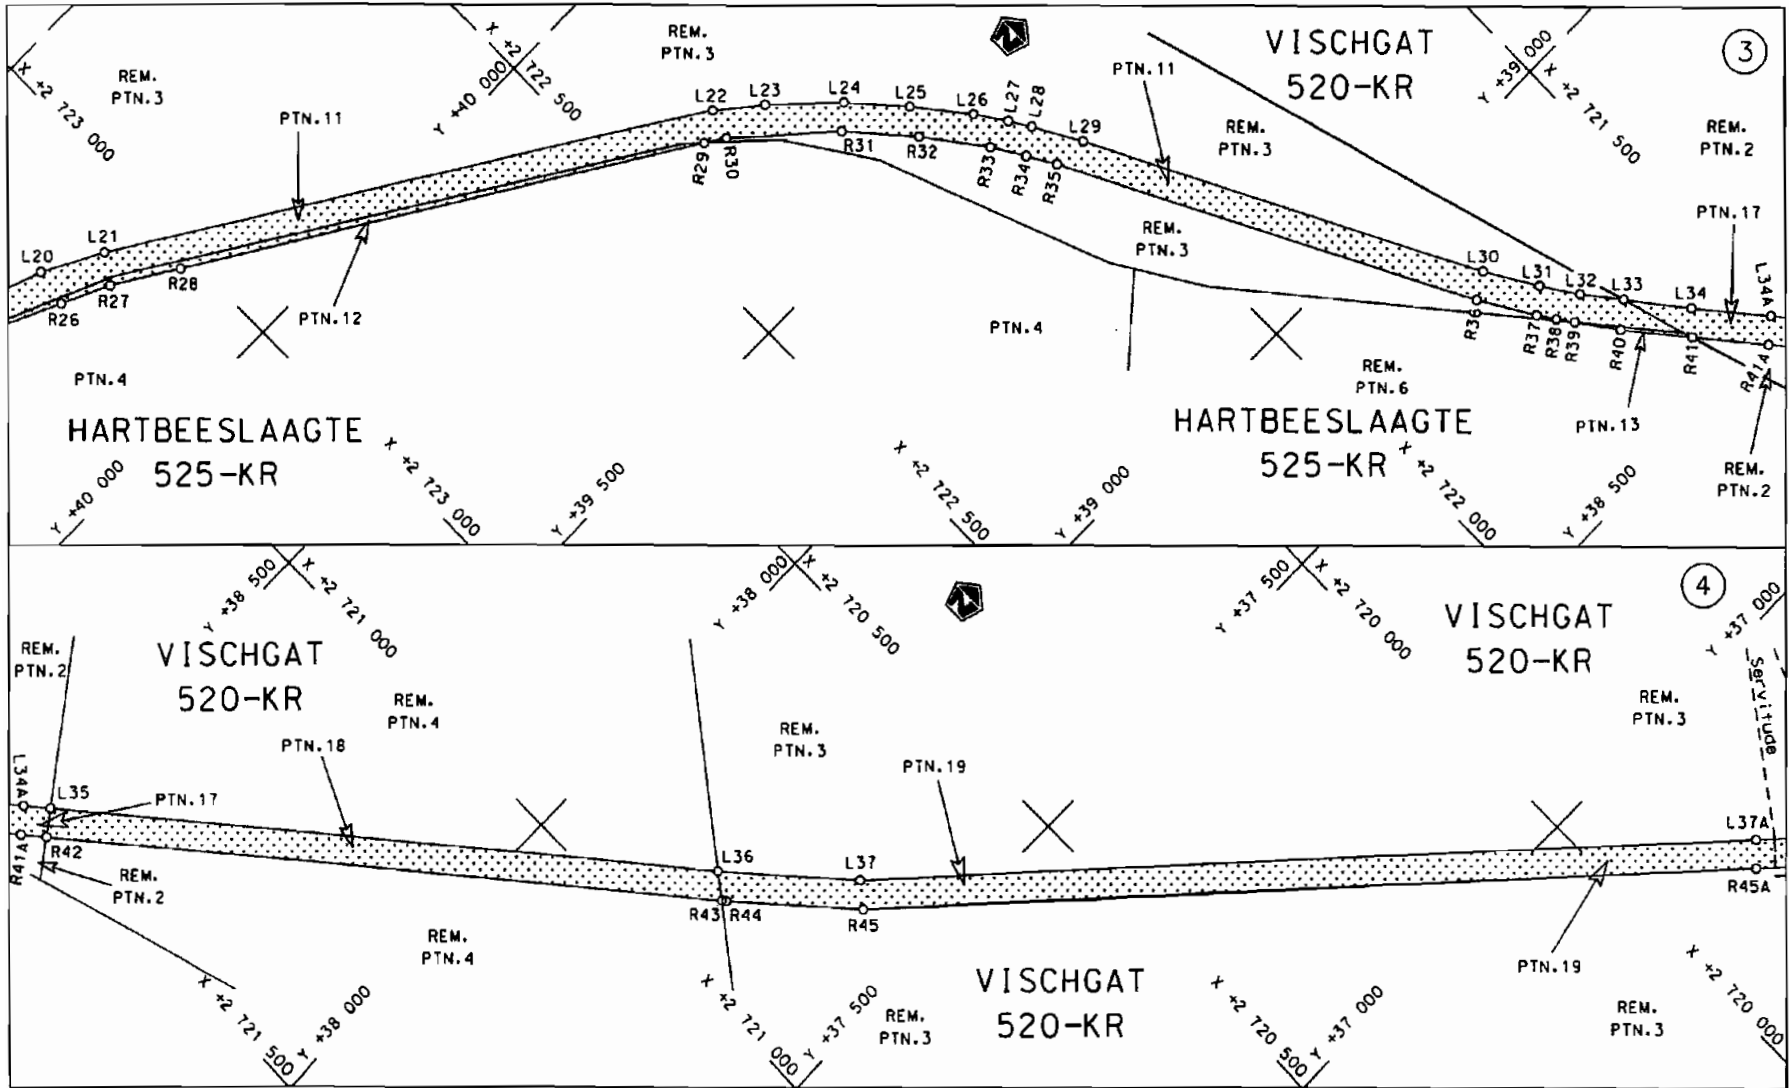 X +2 723 000
REM.
PTN.3
PTN.11
Y +40 000
X +2 722 500
REM.
PTN.3
L22
L23
L24
L25
L26
L27
L28
L29
PTN.11
VISCHGAT
520-KR
REM.
PTN.3
Y +39 000
X +2 721 500
3
REM.
PTN.2
PTN.17
L20
L21
R26
R27
R28
PTN.12
R29
R30
R31
R32
R33
R34
R35
REM.
PTN.3
L30
L31
L32
L33
L34
L34A
R36
R37
R38
R39
R40
R41
R41A
PTN.4
PTN.4
REM.
PTN.6
PTN.13
REM.
PTN.2
HARTBEESLAAGTE
525-KR
HARTBEESLAAGTE
525-KR
Y +40 000
X +2 723 000
Y +39 500
X +2 722 500
Y +39 000
X +2 722 000
Y +38 500
Y +38 500
X +2 721 000
Y +38 000
X +2 720 500
Y +37 500
X +2 720 000
4
Y +37 000
REM.
PTN.2
VISCHGAT
520-KR
REM.
PTN.4
PTN.18
REM.
PTN.3
VISCHGAT
520-KR
REM.
PTN.3
Servitude
L34A
L35
PTN.17
R41A
R42
REM.
PTN.2
L36
L37
PTN.19
L37A
R43
R44
R45
R45A
REM.
PTN.4
PTN.19
VISCHGAT
520-KR
REM.
PTN.3
REM.
PTN.3
X +2 721 500
Y +38 000
X +2 721 000
Y +37 500
X +2 720 500
Y +37 000
X +2 720 000